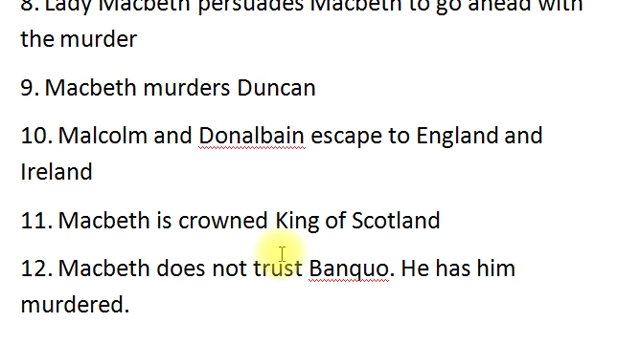 8. Lady Macbeth persuades Macbeth to go ahead with
the murder
9. Macbeth murders Duncan
10. Malcolm and Donalbain escape to England and
Ireland
11. Macbeth is crowned King of Scotland
12. Macbeth does not trust Banquo. He has him
murdered.